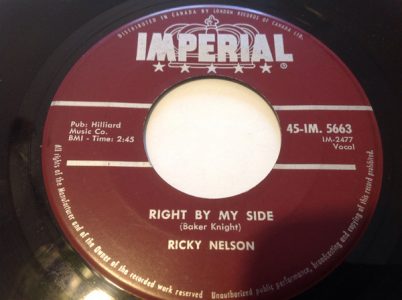 DISTRIBUTED IN CANADA BY LONDON RECORDS OF CANADA LTD.
IMPERIAL
®
Pub: Hilliard
Music Co.
BMI - Time: 2:45
45-IM. 5663
IM-2477
Vocal
RIGHT BY MY SIDE
(Baker Knight)
RICKY NELSON
All rights of the Manufacturer and of the Owner of the recorded work reserved Unauthorized public performance, broadcasting and copying of this record prohibited.